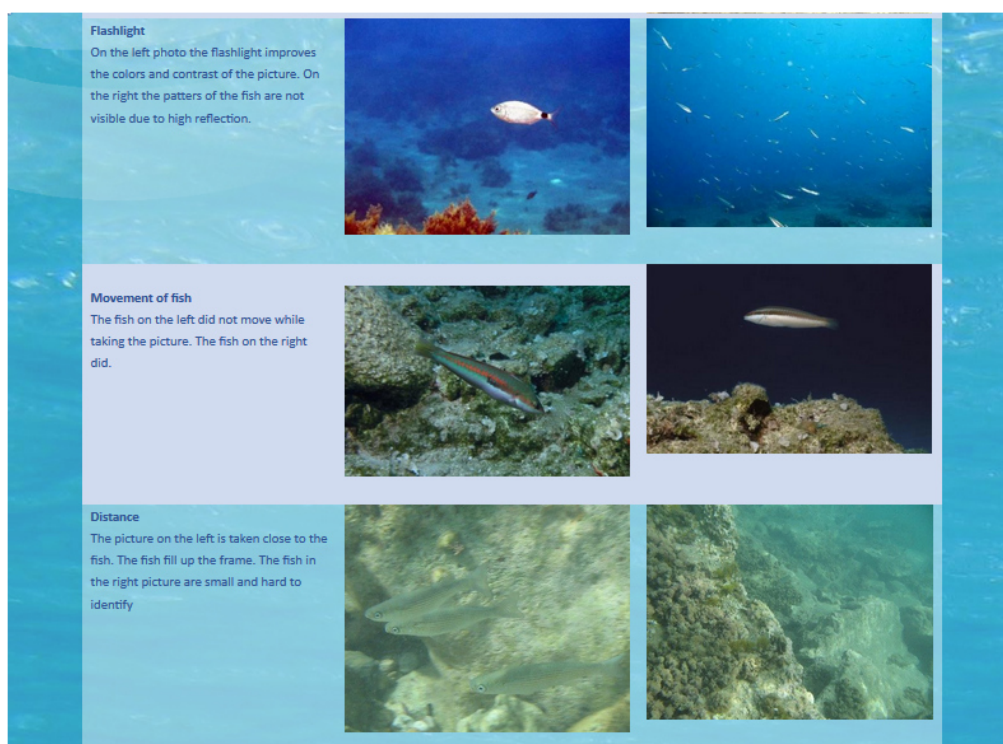 Flashlight
On the left photo the flashlight improves
the colors and contrast of the picture. On
the right the patters of the fish are not
visible due to high reflection.
Movement of fish
The fish on the left did not move while
taking the picture. The fish on the right
did.
Distance
The picture on the left is taken close to the
fish. The fish fill up the frame. The fish in
the right picture are small and hard to
identify